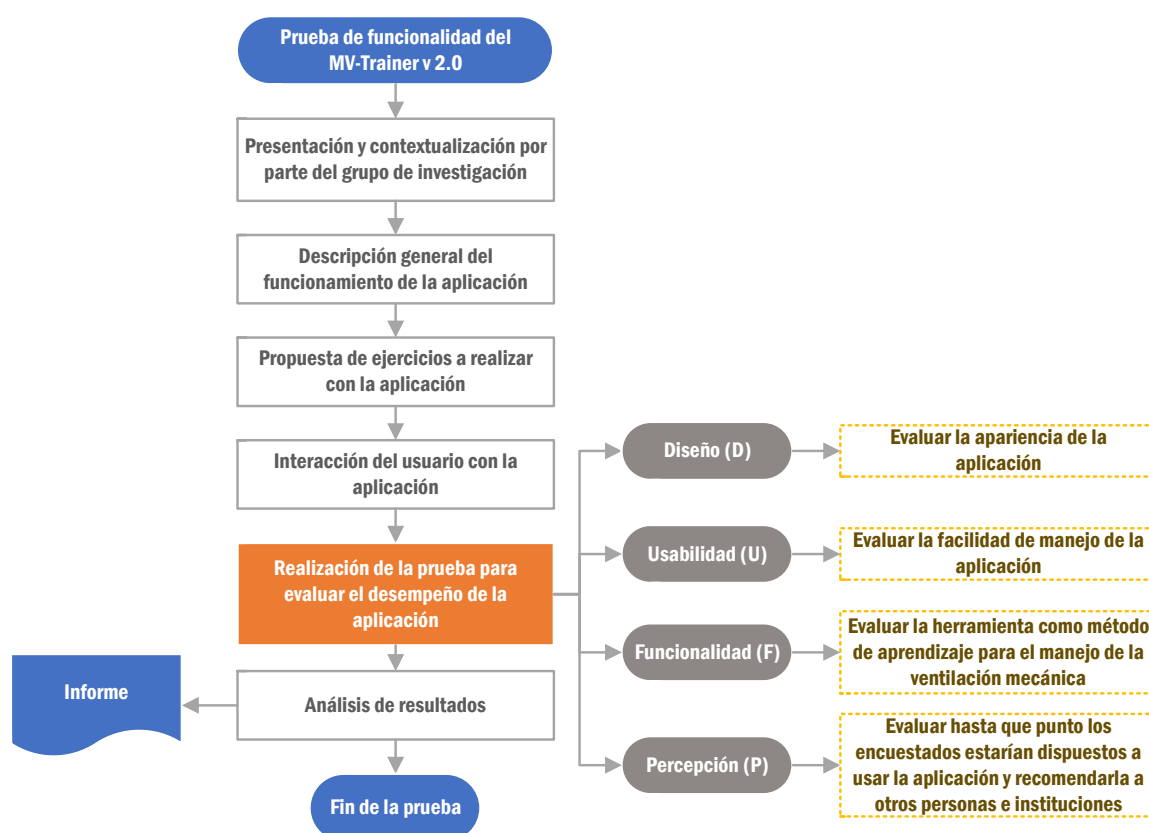 Prueba de funcionalidad del
MV-Trainer v 2.0
Presentación y contextualización por
parte del grupo de investigación
Descripción general del
funcionamiento de la aplicación
Propuesta de ejercicios a realizar
con la aplicación
Interacción del usuario con la
aplicación
Realización de la prueba para
evaluar el desempeño de la
aplicación
Diseño (D)
Evaluar la apariencia de la
aplicación
Usabilidad (U)
Evaluar la facilidad de manejo de la
aplicación
Funcionalidad (F)
Evaluar la herramienta como método
de aprendizaje para el manejo de la
ventilación mecánica
Percepción (P)
Evaluar hasta que punto los
encuestados estarían dispuestos a
usar la aplicación y recomendarla a
otros personas e instituciones
Análisis de resultados
Informe
Fin de la prueba